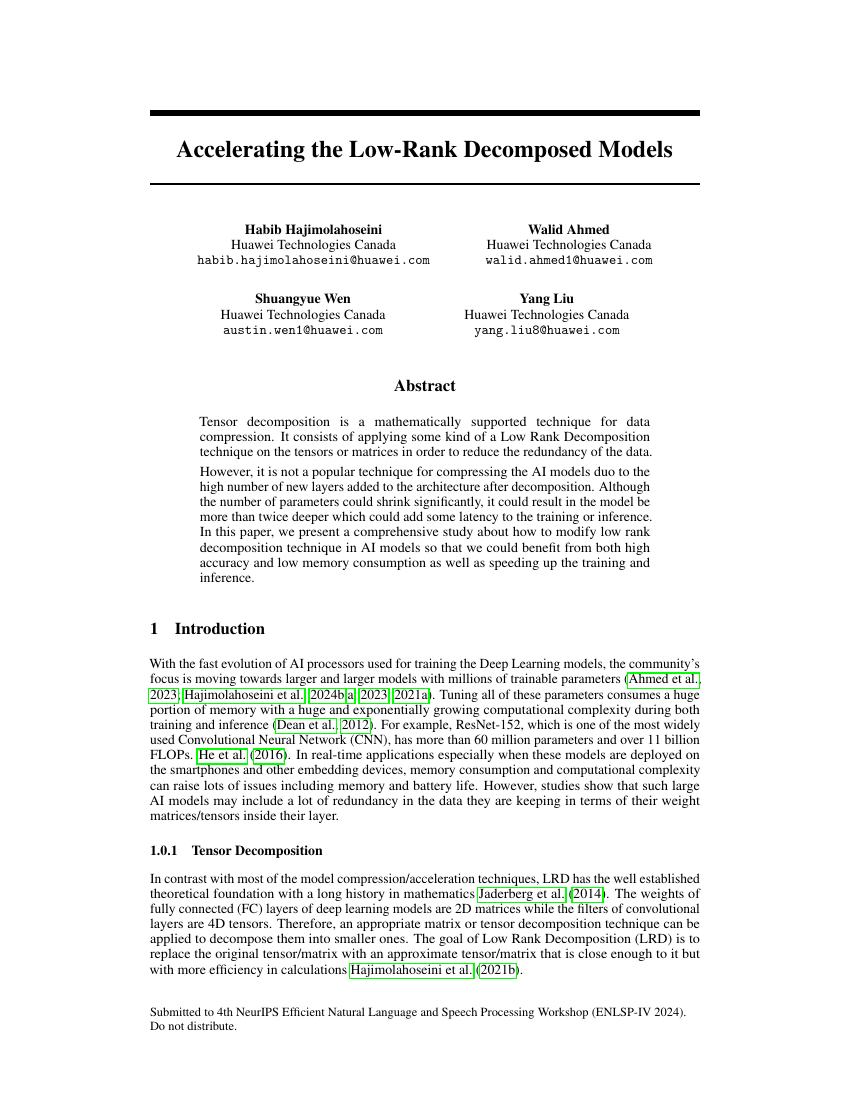 Accelerating the Low-Rank Decomposed Models
Habib Hajimolahoseini
Huawei Technologies Canada
habib.hajimolahoseini@huawei.com
Walid Ahmed
Huawei Technologies Canada
walid.ahmed1@huawei.com
Shuangyue Wen
Huawei Technologies Canada
austin.wen1@huawei.com
Yang Liu
Huawei Technologies Canada
yang.liu8@huawei.com
Abstract
Tensor decomposition is a mathematically supported technique for data
compression. It consists of applying some kind of a Low Rank Decomposition
technique on the tensors or matrices in order to reduce the redundancy of the data.
However, it is not a popular technique for compressing the AI models duo to the
high number of new layers added to the architecture after decomposition. Although
the number of parameters could shrink significantly, it could result in the model be
more than twice deeper which could add some latency to the training or inference.
In this paper, we present a comprehensive study about how to modify low rank
decomposition technique in AI models so that we could benefit from both high
accuracy and low memory consumption as well as speeding up the training and
inference.
1 Introduction
With the fast evolution of AI processors used for training the Deep Learning models, the community's
focus is moving towards larger and larger models with millions of trainable parameters (Ahmed et al.,
2023; Hajimolahoseini et al., 2024b,a, 2023, 2021a). Tuning all of these parameters consumes a huge
portion of memory with a huge and exponentially growing computational complexity during both
training and inference (Dean et al., 2012). For example, ResNet-152, which is one of the most widely
used Convolutional Neural Network (CNN), has more than 60 million parameters and over 11 billion
FLOPs. He et al. (2016). In real-time applications especially when these models are deployed on
the smartphones and other embedding devices, memory consumption and computational complexity
can raise lots of issues including memory and battery life. However, studies show that such large
AI models may include a lot of redundancy in the data they are keeping in terms of their weight
matrices/tensors inside their layer.
1.0.1 Tensor Decomposition
In contrast with most of the model compression/acceleration techniques, LRD has the well established
theoretical foundation with a long history in mathematics Jaderberg et al. (2014). The weights of
fully connected (FC) layers of deep learning models are 2D matrices while the filters of convolutional
layers are 4D tensors. Therefore, an appropriate matrix or tensor decomposition technique can be
applied to decompose them into smaller ones. The goal of Low Rank Decomposition (LRD) is to
replace the original tensor/matrix with an approximate tensor/matrix that is close enough to it but
with more efficiency in calculations Hajimolahoseini et al. (2021b).
Submitted to 4th NeurIPS Efficient Natural Language and Speech Processing Workshop (ENLSP-IV 2024).
Do not distribute.